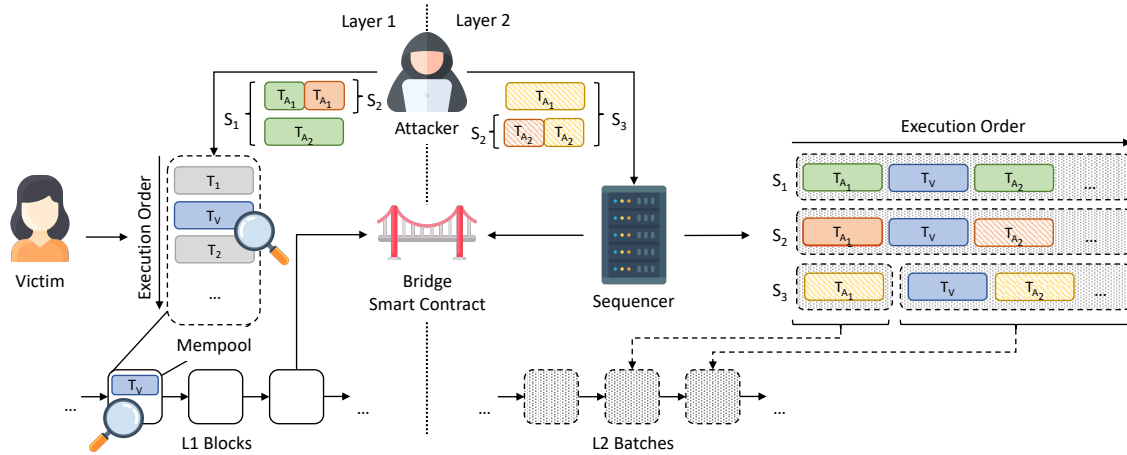 Layer 1
Layer 2
Attacker
S1
TA1 TA1
S2
TA2
TA1
S2
TA2 TA2
S3
Victim
Execution Order
T1
TV
T2
...
Mempool
Bridge
Smart Contract
Sequencer
Execution Order
S1 TA1 TV TA2 ...
S2 TA1 TV TA2 ...
S3 TA1 TV TA2 ...
... TV ...
L1 Blocks
... ...
L2 Batches